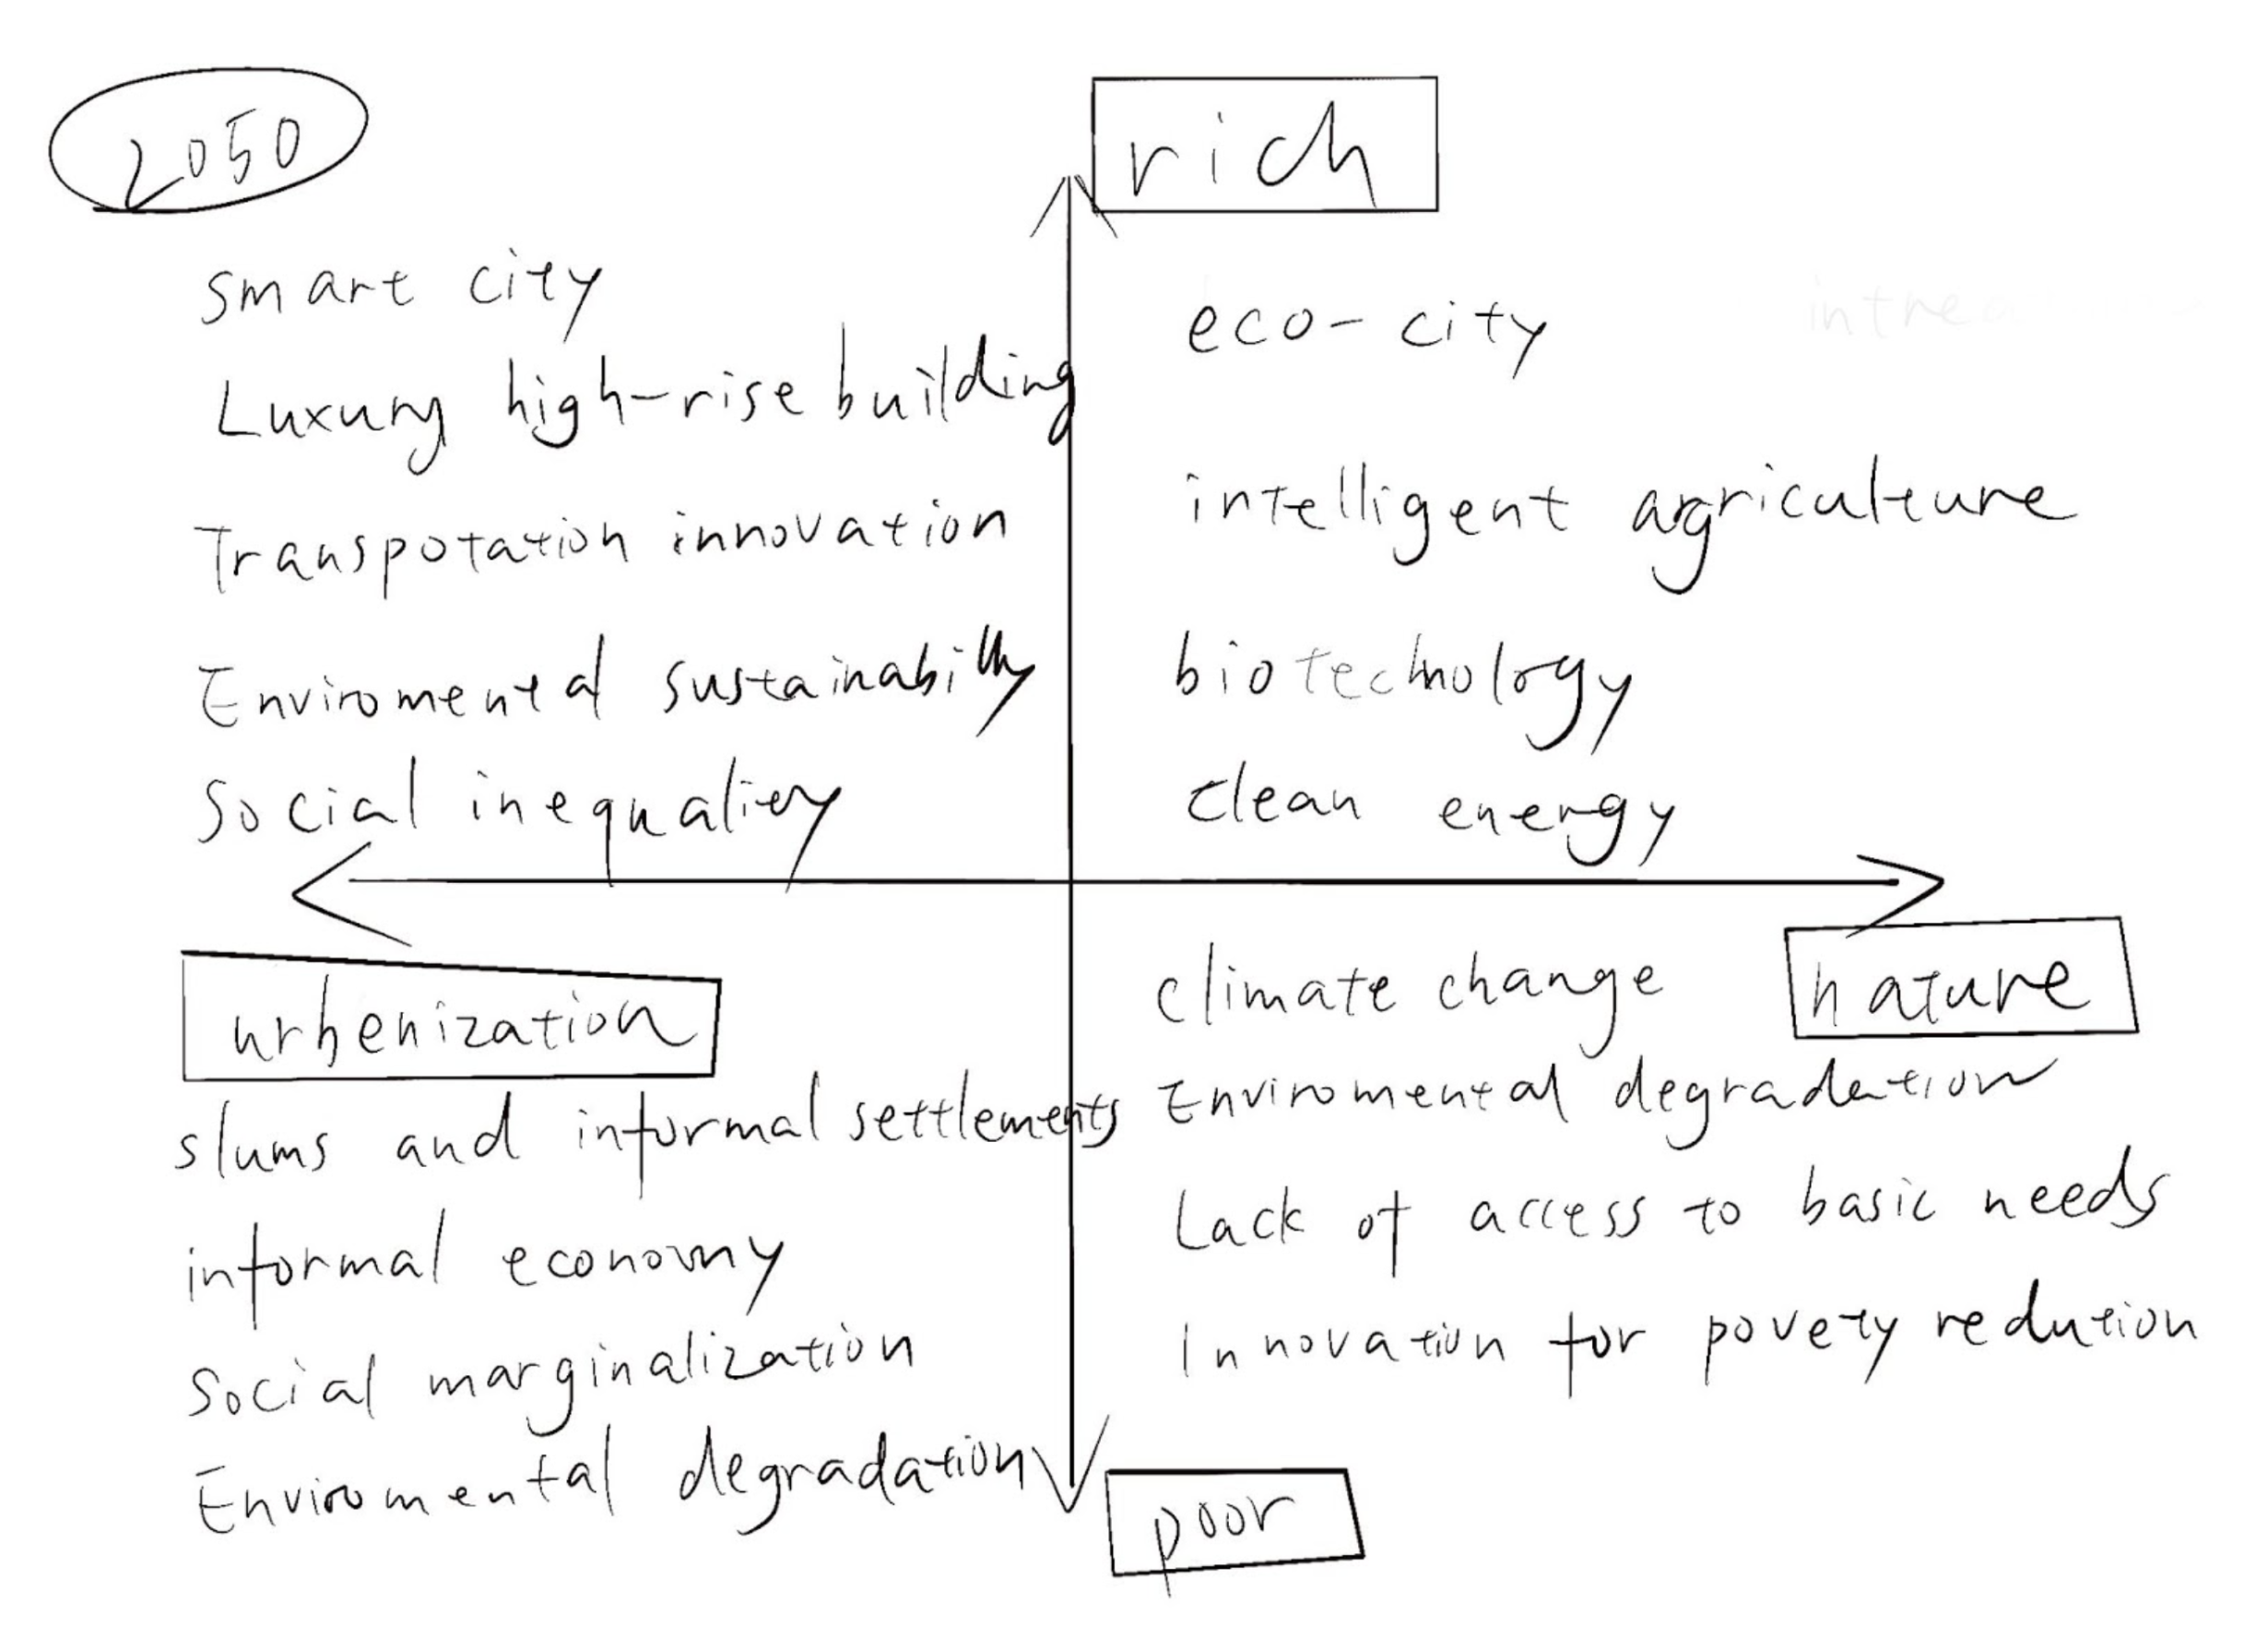 2050
rich
smart city
Luxury high-rise building
Transpotation innovation
Enviromental sustainability
Social inequality
eco-city
intelligent agriculture
biotechnology
clean energy
urbenization
nature
slums and informal settlements
informal economy
Social marginalization
Enviromental degradation
climate change
Enviromental degradation
Lack of access to basic needs
Innovation for povety redution
poor